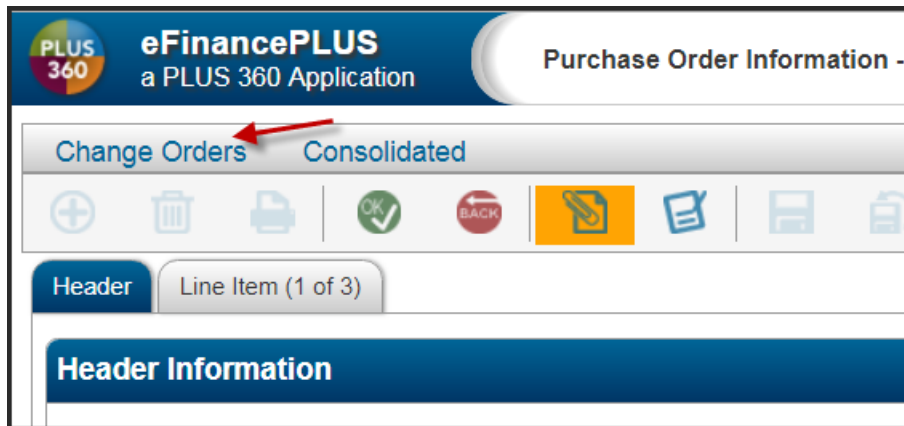 PLUS
360
eFinancePLUS
a PLUS 360 Application
Purchase Order Information -
Change Orders
Consolidated
OK
BACK
Header
Line Item (1 of 3)
Header Information